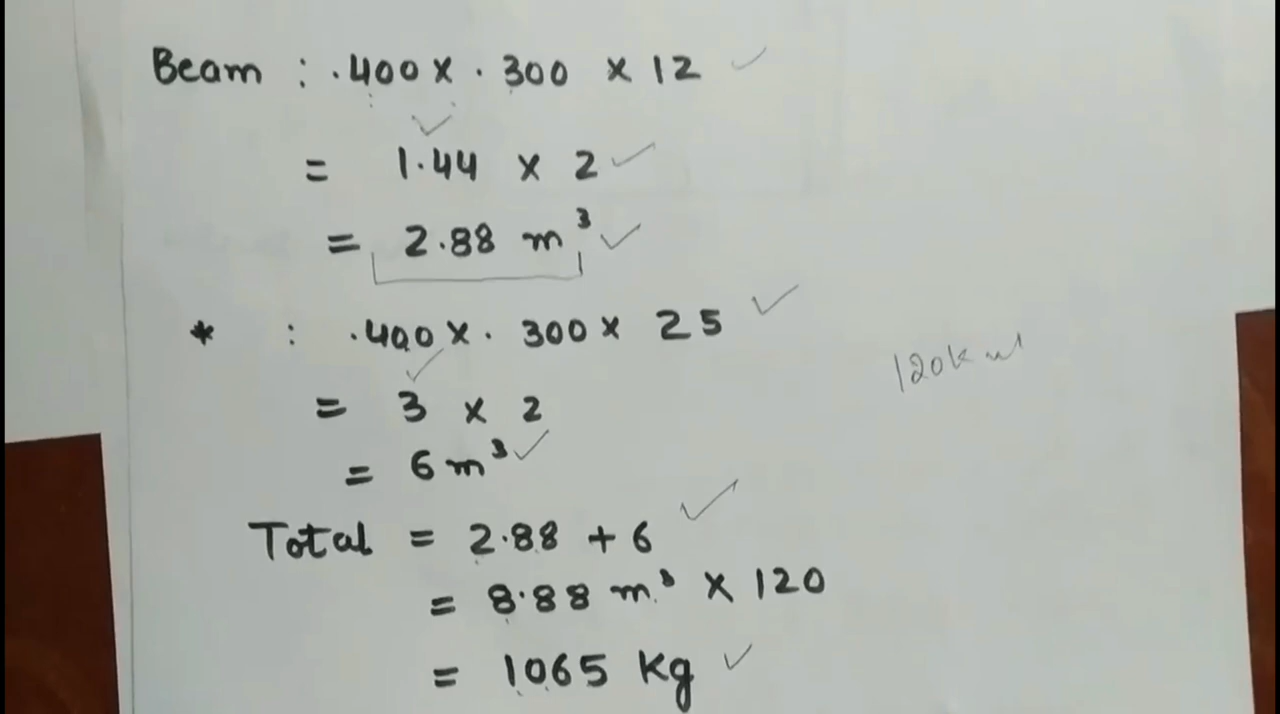 Beam : .400 x .300 x 12
= 1.44 x 2
= 2.88 m³
* : .400 x .300 x 25
= 3 x 2
= 6 m³
Total = 2.88 + 6
= 8.88 m³ x 120
= 1065 kg